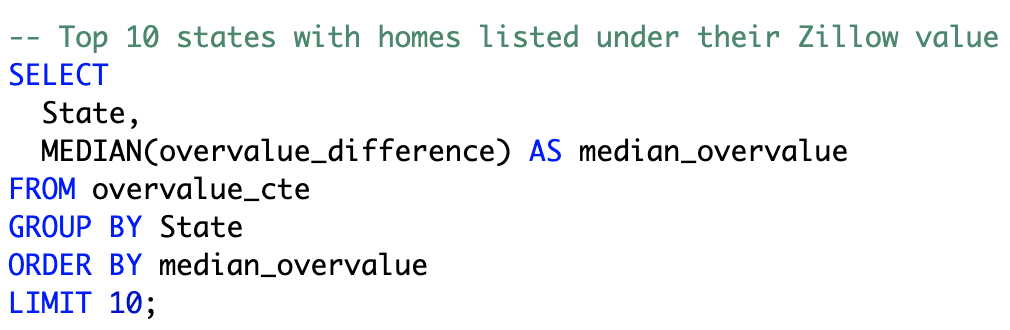 -- Top 10 states with homes listed under their Zillow value
SELECT
  State,
  MEDIAN(overvalue_difference) AS median_overvalue
FROM overvalue_cte
GROUP BY State
ORDER BY median_overvalue
LIMIT 10;